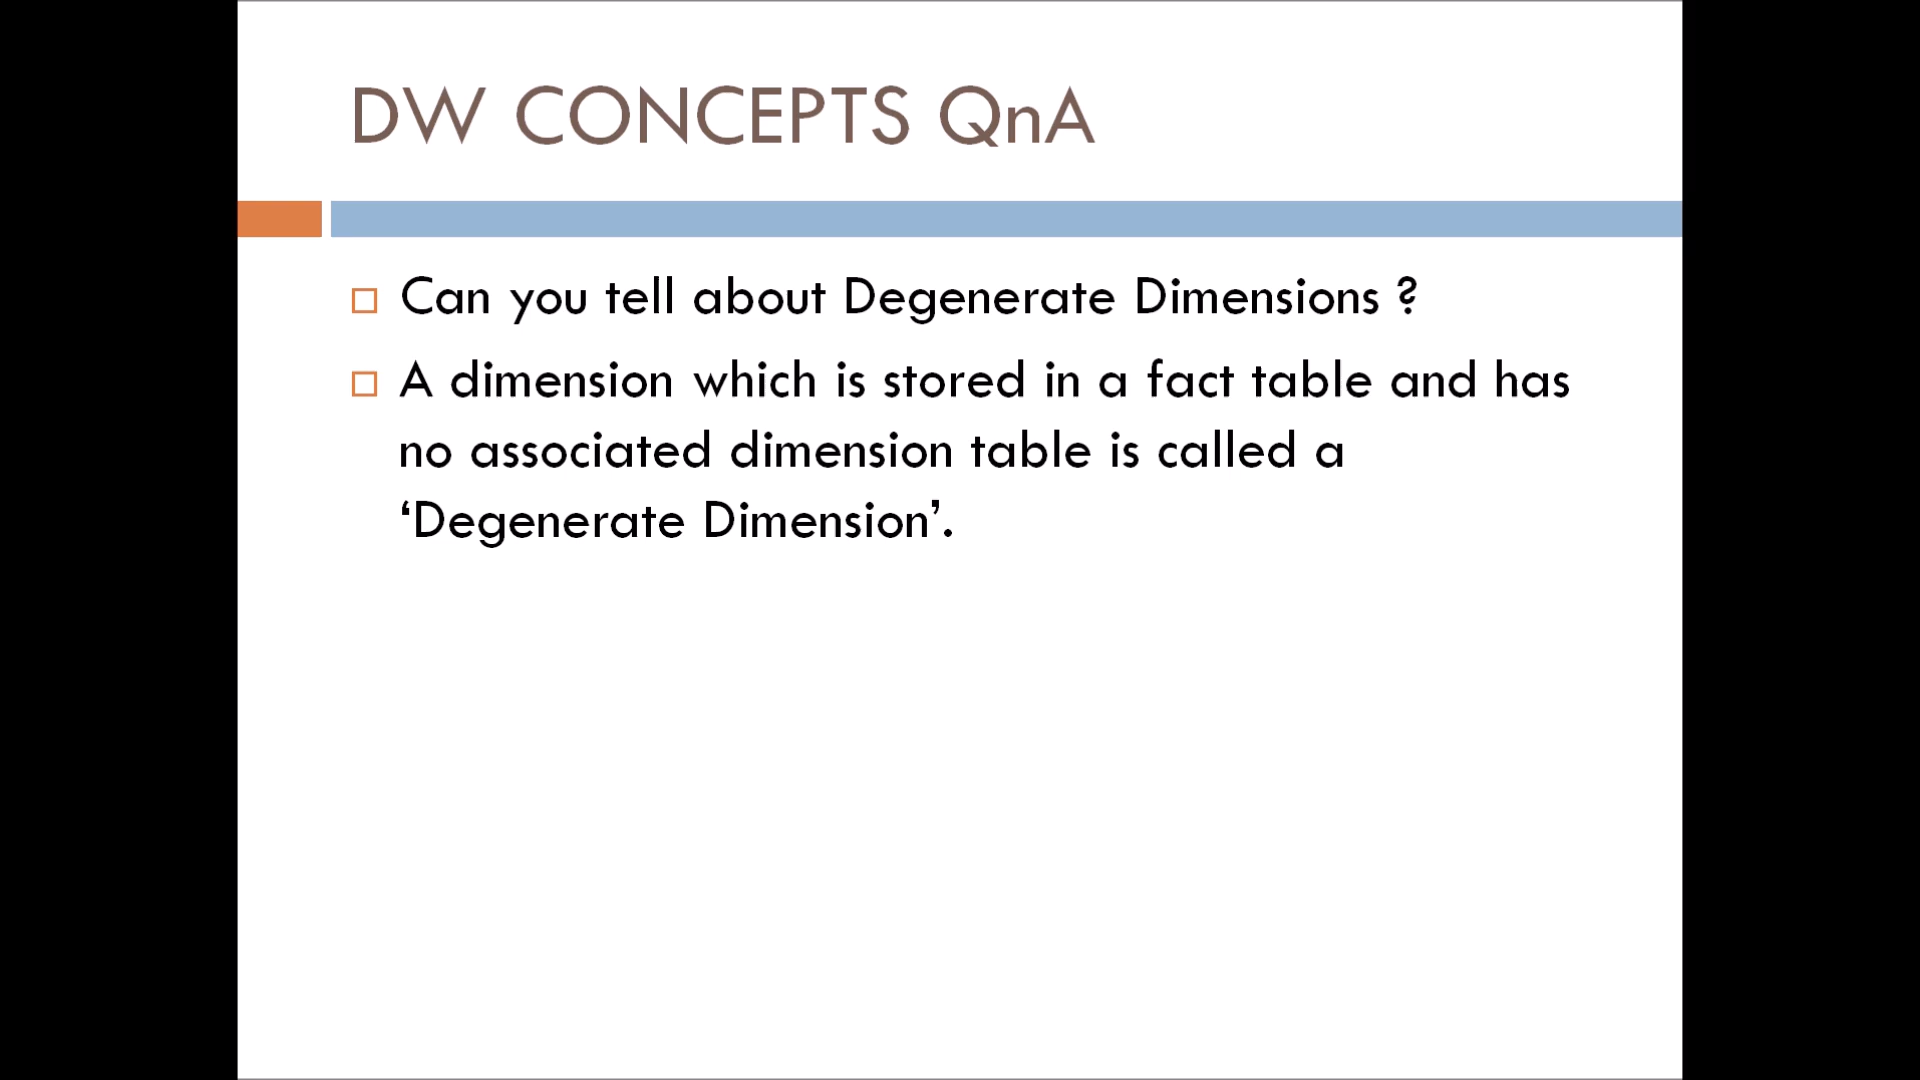 DW CONCEPTS QnA
Can you tell about Degenerate Dimensions ?
A dimension which is stored in a fact table and has
no associated dimension table is called a
‘Degenerate Dimension’.